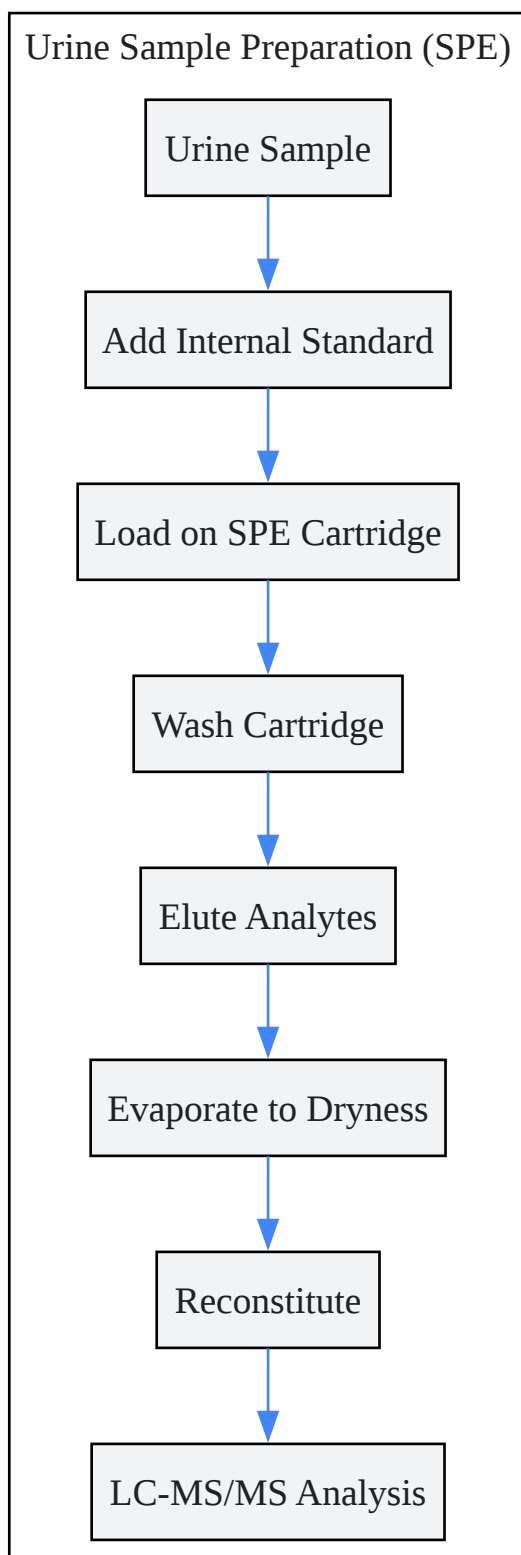 Urine Sample Preparation (SPE)
Urine Sample
Add Internal Standard
Load on SPE Cartridge
Wash Cartridge
Elute Analytes
Evaporate to Dryness
Reconstitute
LC-MS/MS Analysis